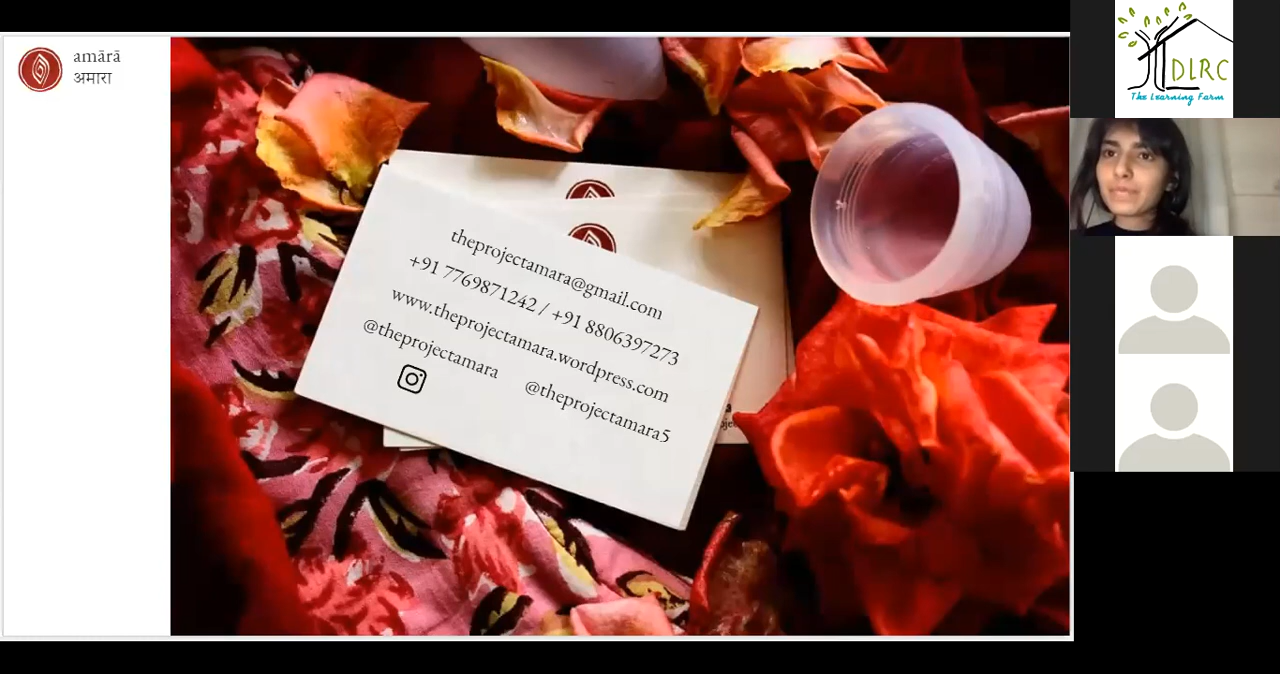 amārā
अमारा
theprojectamara@gmail.com
+91 7769871242 / +91 8806397273
www.theprojectamara.wordpress.com
@theprojectamara @theprojectamara5
DLRC
The Learning Farm